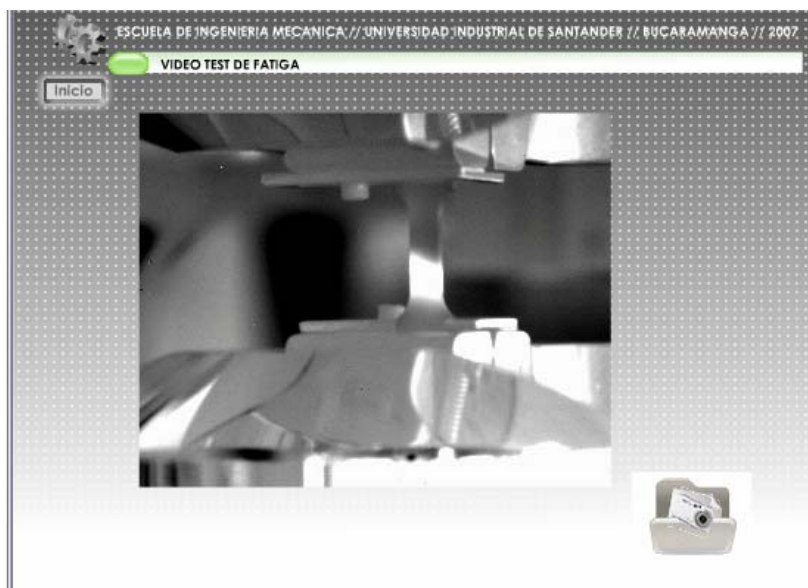 ESCUELA DE INGENIERIA MECANICA // UNIVERSIDAD INDUSTRIAL DE SANTANDER // BUCARAMANGA // 2007
VIDEO TEST DE FATIGA
Inicio